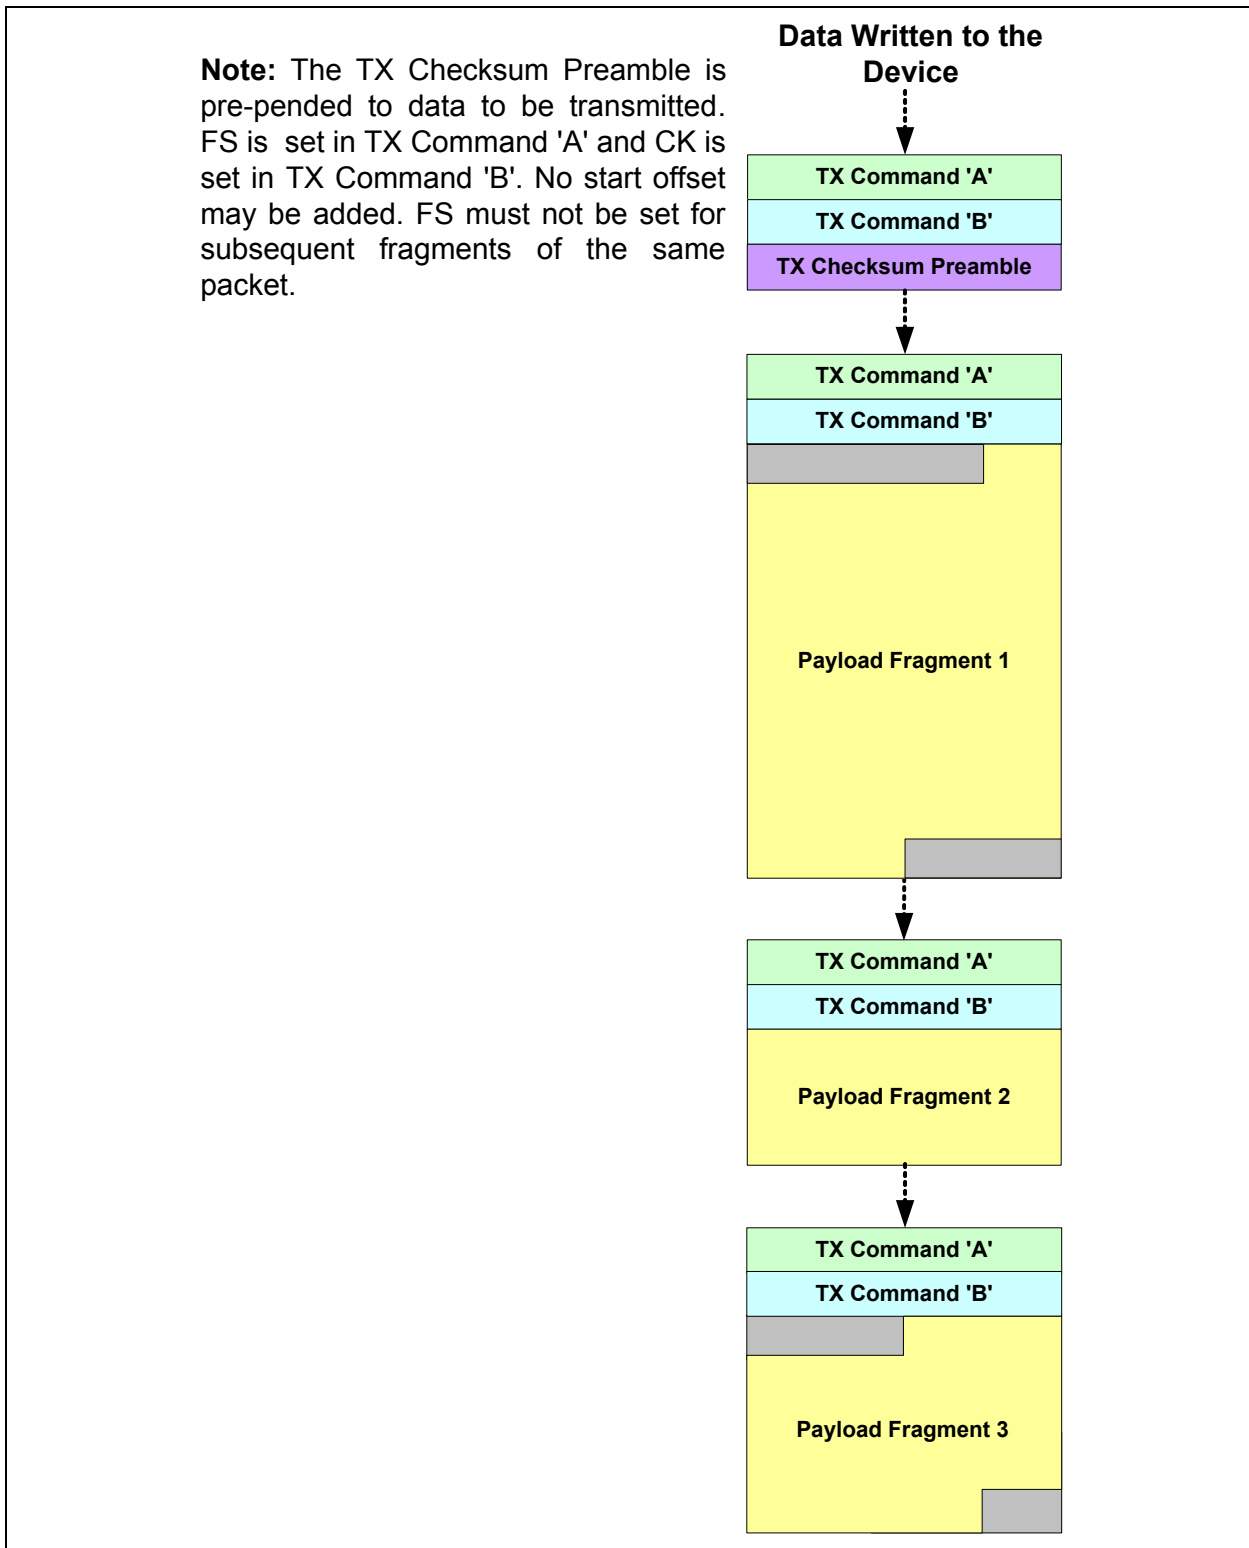 Note: The TX Checksum Preamble is
pre-pended to data to be transmitted.
FS is set in TX Command 'A' and CK is
set in TX Command 'B'. No start offset
may be added. FS must not be set for
subsequent fragments of the same
packet.
Data Written to the
Device
TX Command 'A'
TX Command 'B'
TX Checksum Preamble
TX Command 'A'
TX Command 'B'
Payload Fragment 1
TX Command 'A'
TX Command 'B'
Payload Fragment 2
TX Command 'A'
TX Command 'B'
Payload Fragment 3